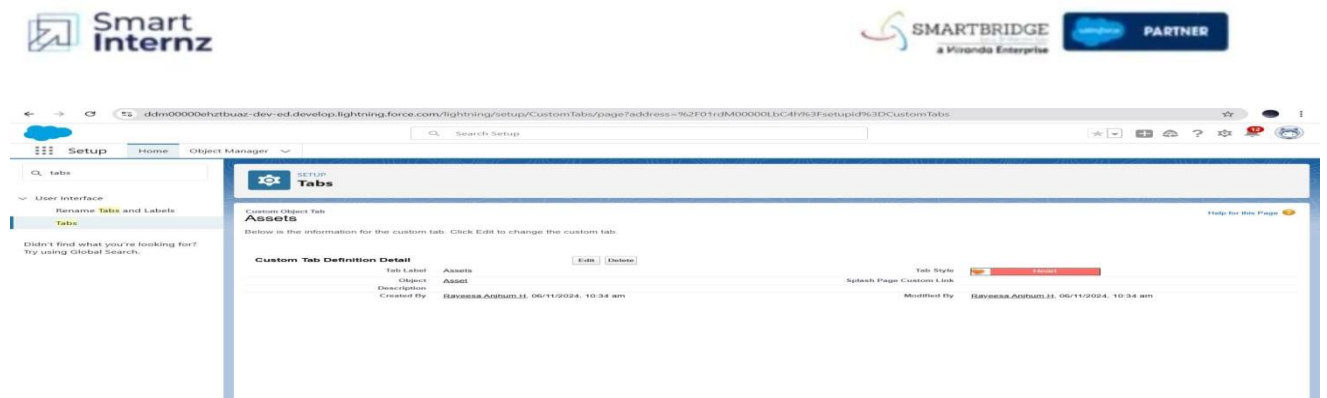 Smart
Internz
SMARTBRIDGE
a Miranda Enterprise
salesforce PARTNER
ddm00000ehztbuaz-dev-ed.develop.lightning.force.com/lightning/setup/CustomTabs/page?address=%2F01rdM00000LbC4h%3Fsetupid%3DCustomTabs
Search Setup
Setup Home Object Manager
tabs
User Interface
Rename Tabs and Labels
Tabs
Didn't find what you're looking for?
Try using Global Search.
SETUP
Tabs
Custom Object Tab
Assets
Help for this Page
Below is the information for the custom tab. Click Edit to change the custom tab.
Custom Tab Definition Detail Edit Delete
Tab Label Assets Tab Style Heart
Object Asset Splash Page Custom Link
Description
Created By Raveesa Anjhum H, 06/11/2024, 10:34 am Modified By Raveesa Anjhum H, 06/11/2024, 10:34 am